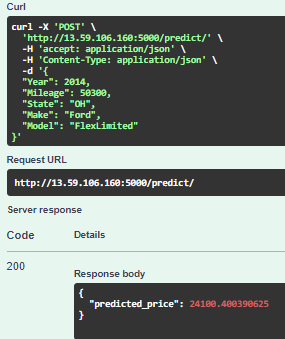 Curl
curl -X 'POST' \
'http://13.59.106.160:5000/predict/' \
-H 'accept: application/json' \
-H 'Content-Type: application/json' \
-d '{
"Year": 2014,
"Mileage": 50300,
"State": "OH",
"Make": "Ford",
"Model": "FlexLimited"
}'
Request URL
http://13.59.106.160:5000/predict/
Server response
Code Details
200
Response body
{
"predicted_price": 24100.400390625
}